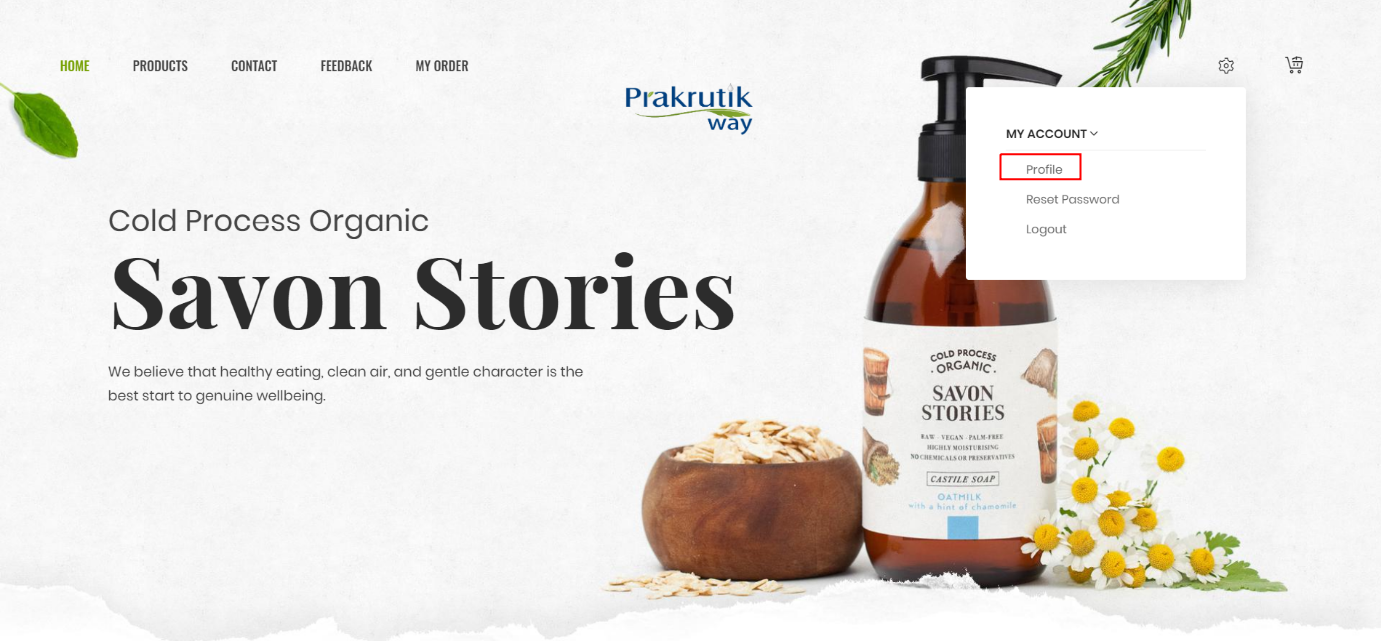 HOME
PRODUCTS
CONTACT
FEEDBACK
MY ORDER
Prakrutik
way
MY ACCOUNT
Profile
Reset Password
Logout
Cold Process Organic
Savon Stories
We believe that healthy eating, clean air, and gentle character is the
best start to genuine wellbeing.
COLD PROCESS
· ORGANIC ·
SAVON
STORIES
RAW · VEGAN · PALM-FREE
HIGHLY MOISTURISING
NO CHEMICALS OR PRESERVATIVES
CASTILE SOAP
OATMILK
with a hint of chamomile